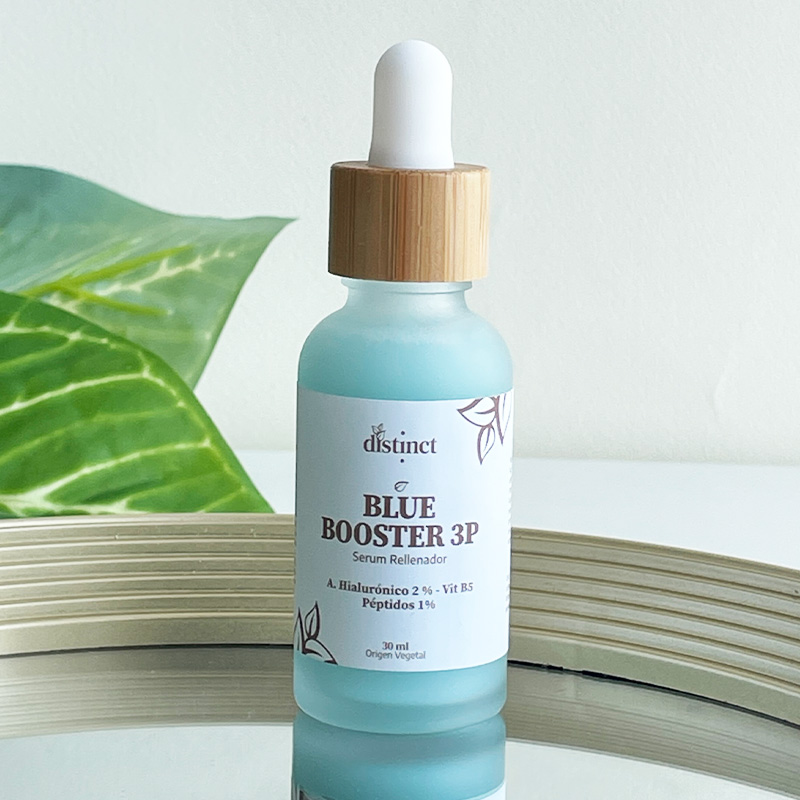 distinct
BLUE
BOOSTER 3P
Serum Rellenador
A. Hialurónico 2 % - Vit B5
Péptidos 1%
30 ml
Origen Vegetal